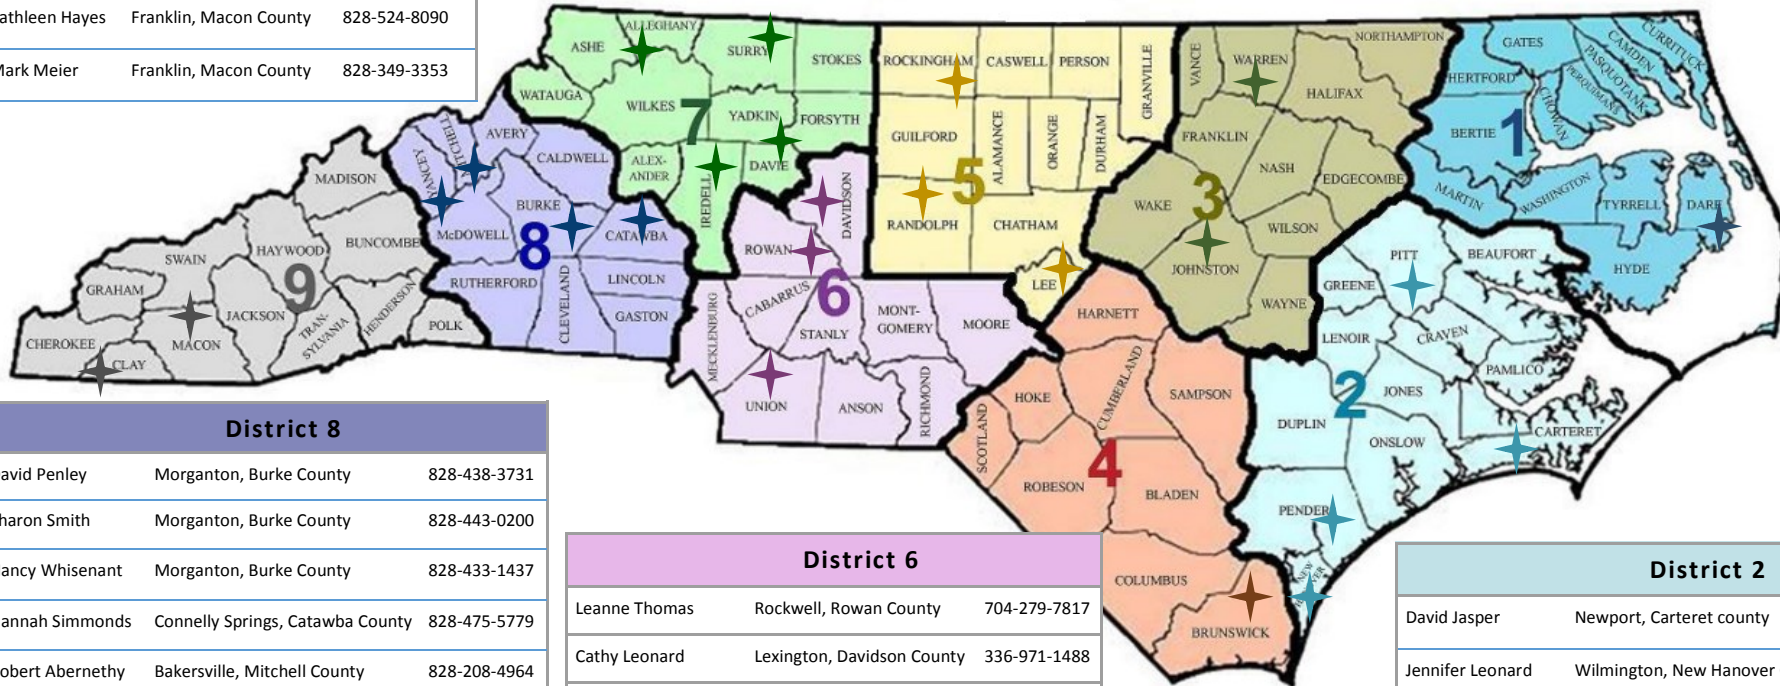 athleen Hayes Franklin, Macon County 828-524-8090
Mark Meier Franklin, Macon County 828-349-3353
ASHE
ALLEGHANY
SURRY
STOKES
WATAUGA
WILKES
7
YADKIN
FORSYTH
ALEX-
ANDER
IREDELL
DAVIE
ROCKINGHAM
CASWELL
PERSON
GRANVILLE
GUILFORD
ALAMANCE
ORANGE
DURHAM
5
RANDOLPH
CHATHAM
LEE
VANCE
WARREN
NORTHAMPTON
HALIFAX
FRANKLIN
NASH
EDGECOMBE
WAKE
3
WILSON
JOHNSTON
WAYNE
GATES
HERTFORD
CAMDEN
CURRITUCK
PASQUOTANK
PERQUIMANS
CHOWAN
BERTIE
1
MARTIN
WASHINGTON
TYRRELL
DARE
HYDE
AVERY
YANCEY
CALDWELL
BURKE
McDOWELL
8
CATAWBA
RUTHERFORD
CLEVELAND
LINCOLN
GASTON
MADISON
HAYWOOD
BUNCOMBE
SWAIN
GRAHAM
9
JACKSON
TRAN-
SYLVANIA
HENDERSON
POLK
CHEROKEE
MACON
CLAY
DAVIDSON
ROWAN
6
CABARRUS
MECKLENBURG
STANLY
MONT-
GOMERY
MOORE
UNION
ANSON
RICHMOND
HARNETT
HOKE
CUMBERLAND
SAMPSON
SCOTLAND
4
ROBESON
BLADEN
COLUMBUS
BRUNSWICK
PITT
BEAUFORT
GREENE
LENOIR
CRAVEN
PAMLICO
2
JONES
DUPLIN
ONSLOW
CARTERET
PENDER
NEW
District 8
avid Penley Morganton, Burke County 828-438-3731
haron Smith Morganton, Burke County 828-443-0200
ancy Whisenant Morganton, Burke County 828-433-1437
annah Simmonds Connelly Springs, Catawba County 828-475-5779
obert Abernethy Bakersville, Mitchell County 828-208-4964
District 6
Leanne Thomas Rockwell, Rowan County 704-279-7817
Cathy Leonard Lexington, Davidson County 336-971-1488
District 2
David Jasper Newport, Carteret county
Jennifer Leonard Wilmington, New Hanover